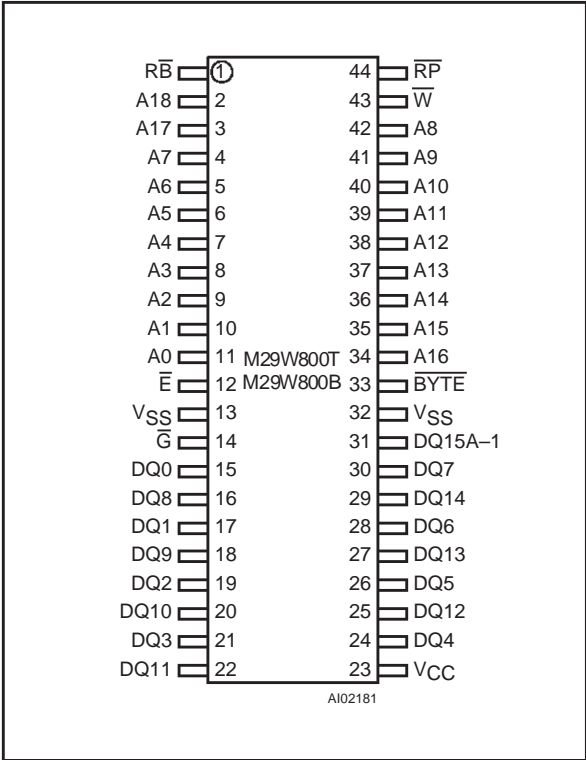 RB̅ 1 44 R̅P̅
A18 2 43 W̅
A17 3 42 A8
A7 4 41 A9
A6 5 40 A10
A5 6 39 A11
A4 7 38 A12
A3 8 37 A13
A2 9 36 A14
A1 10 35 A15
A0 11 M29W800T 34 A16
E̅ 12 M29W800B 33 B̅Y̅T̅E̅
VSS 13 32 VSS
G̅ 14 31 DQ15A–1
DQ0 15 30 DQ7
DQ8 16 29 DQ14
DQ1 17 28 DQ6
DQ9 18 27 DQ13
DQ2 19 26 DQ5
DQ10 20 25 DQ12
DQ3 21 24 DQ4
DQ11 22 23 VCC
AI02181